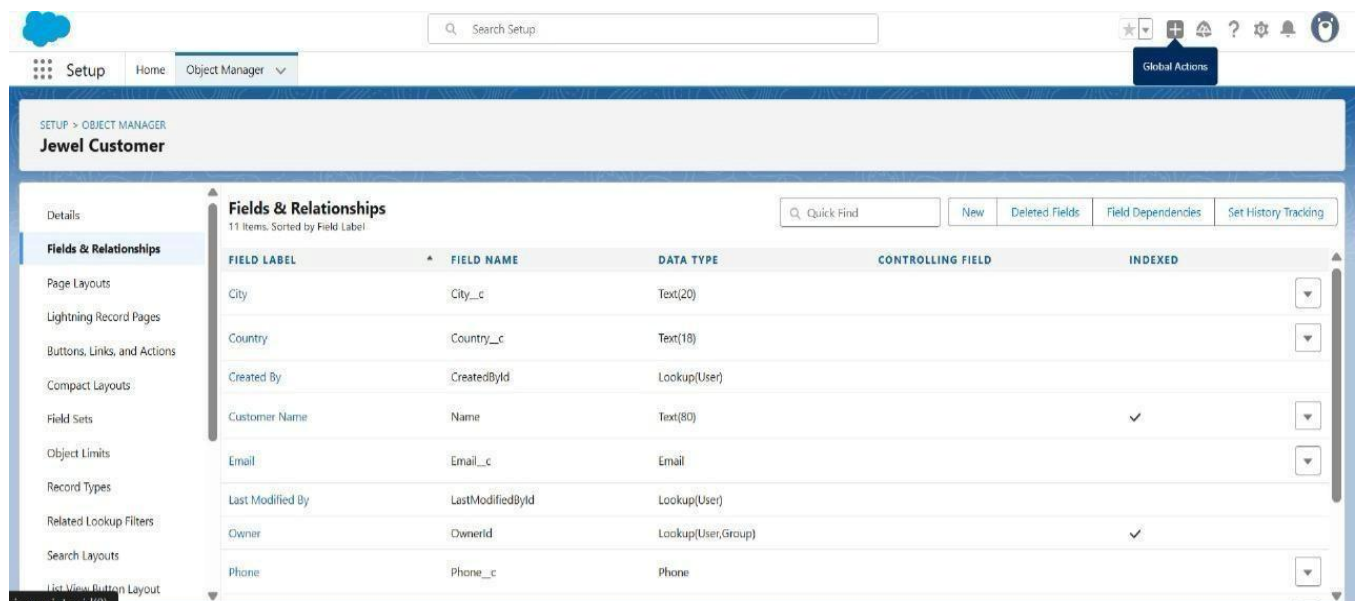 Search Setup
Global Actions
Setup Home Object Manager
SETUP > OBJECT MANAGER
Jewel Customer
Details
Fields & Relationships
Page Layouts
Lightning Record Pages
Buttons, Links, and Actions
Compact Layouts
Field Sets
Object Limits
Record Types
Related Lookup Filters
Search Layouts
List View Button Layout
Fields & Relationships
11 Items. Sorted by Field Label
Quick Find New Deleted Fields Field Dependencies Set History Tracking
FIELD LABEL FIELD NAME DATA TYPE CONTROLLING FIELD INDEXED
City City__c Text(20)
Country Country__c Text(18)
Created By CreatedById Lookup(User)
Customer Name Name Text(80)
Email Email__c Email
Last Modified By LastModifiedById Lookup(User)
Owner OwnerId Lookup(User,Group)
Phone Phone__c Phone